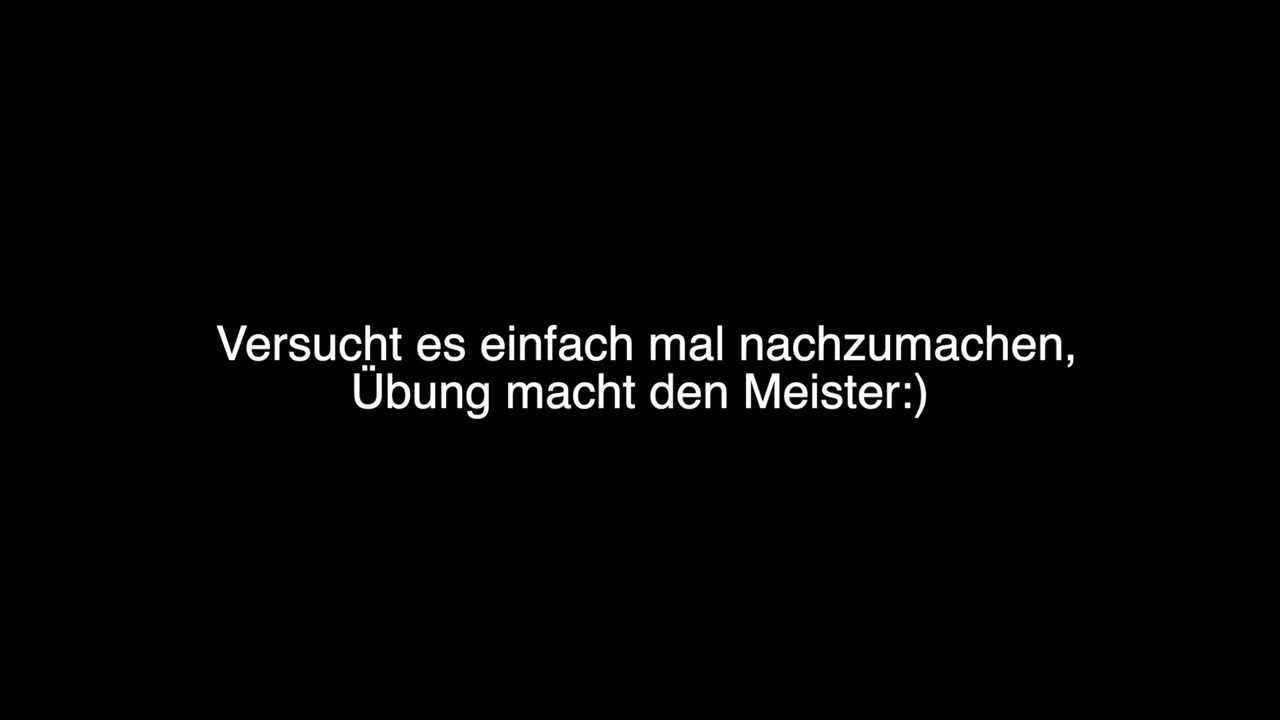 Versucht es einfach mal nachzumachen,
Übung macht den Meister:)